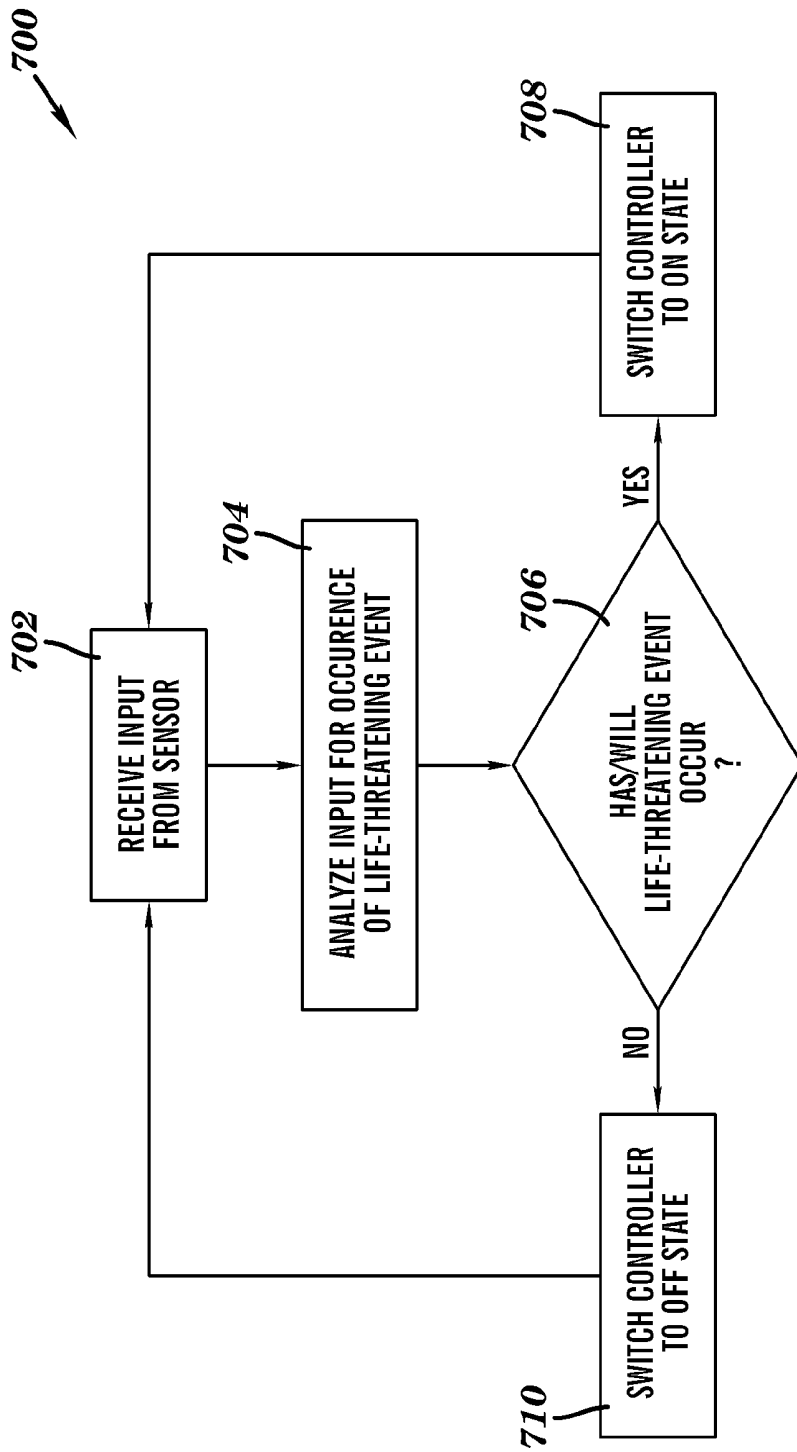 700
702
RECEIVE INPUT
FROM SENSOR
704
ANALYZE INPUT FOR OCCURENCE
OF LIFE-THREATENING EVENT
706
HAS/WILL
LIFE-THREATENING EVENT
OCCUR
?
YES
708
SWITCH CONTROLLER
TO ON STATE
NO
710
SWITCH CONTROLLER
TO OFF STATE